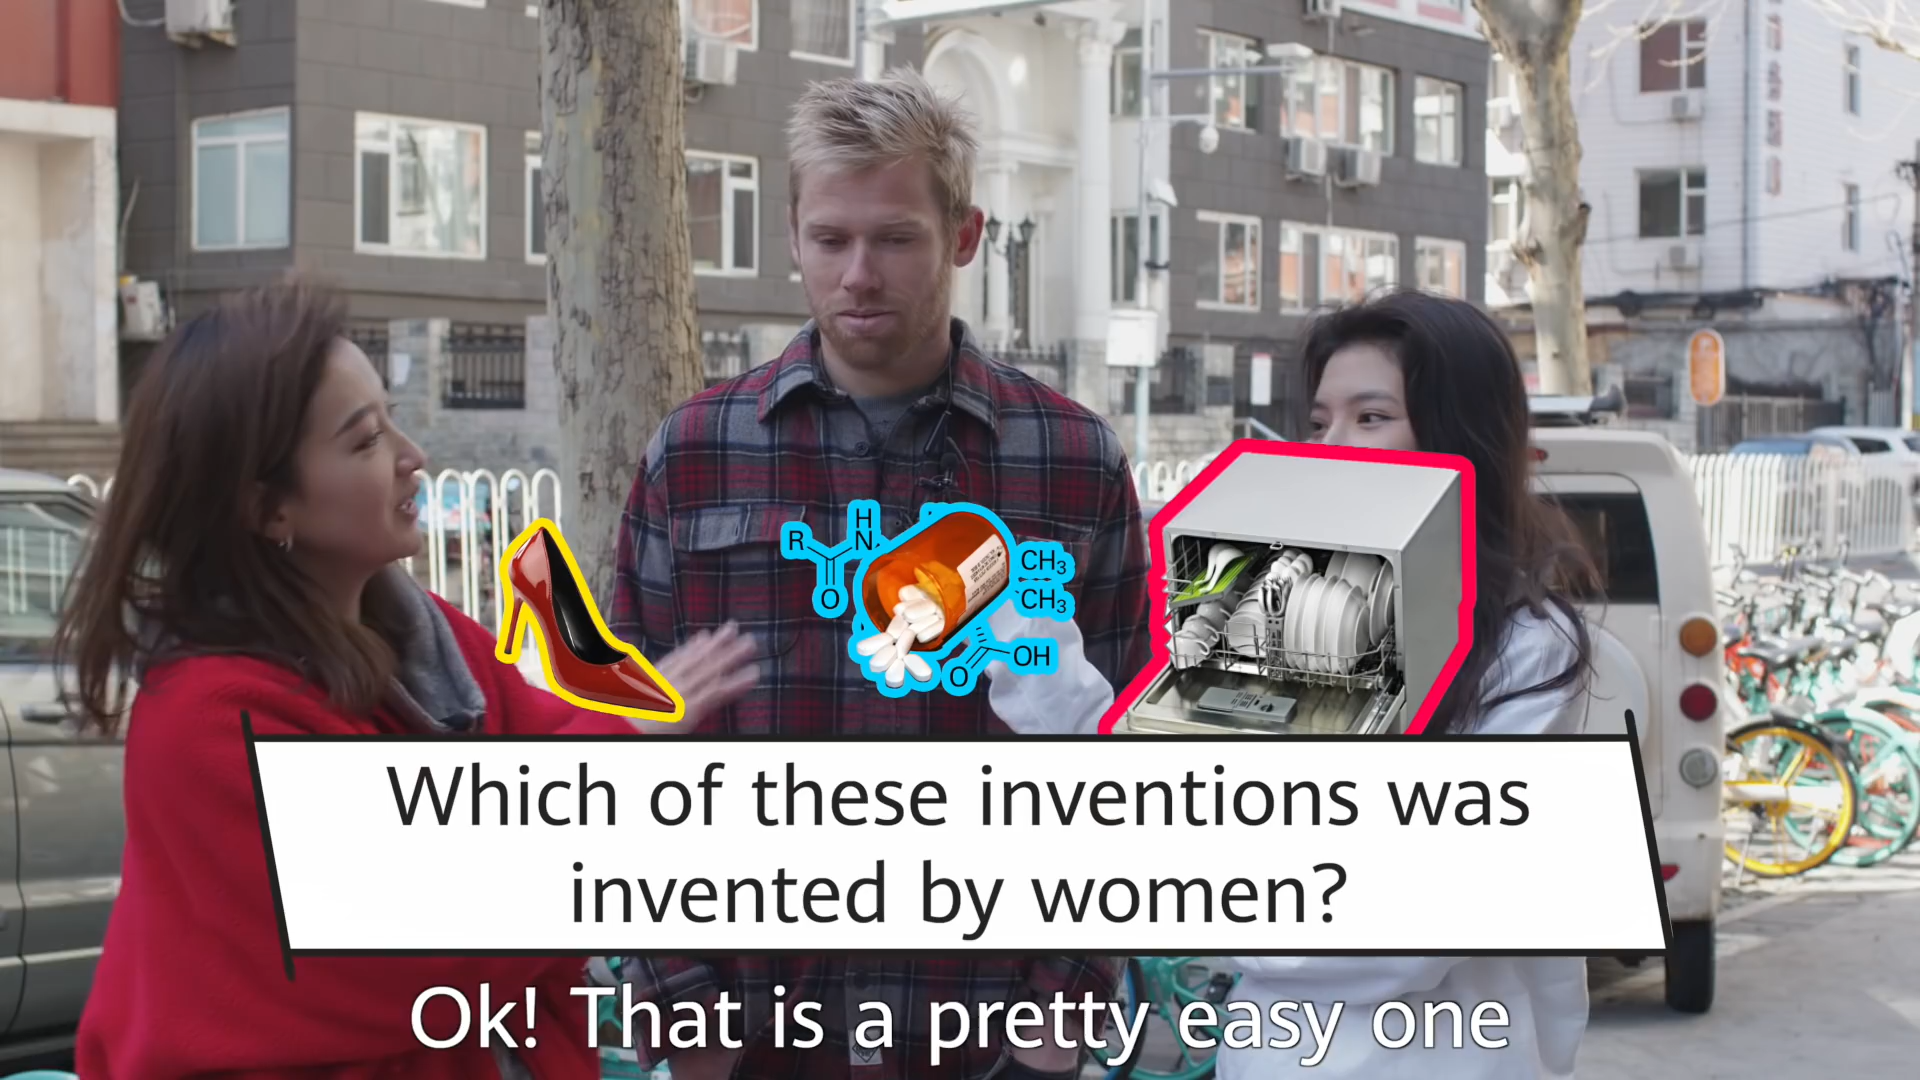 R
H
N
O
CH₃
CH₃
OH
O
Which of these inventions was
invented by women?
Ok! That is a pretty easy one